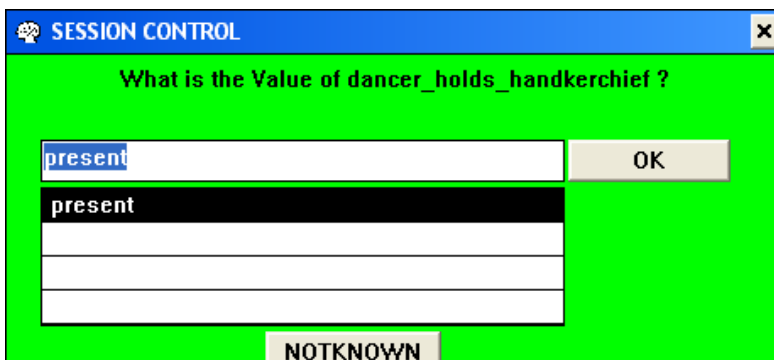 SESSION CONTROL
What is the Value of dancer_holds_handkerchief ?
present
OK
present
NOTKNOWN